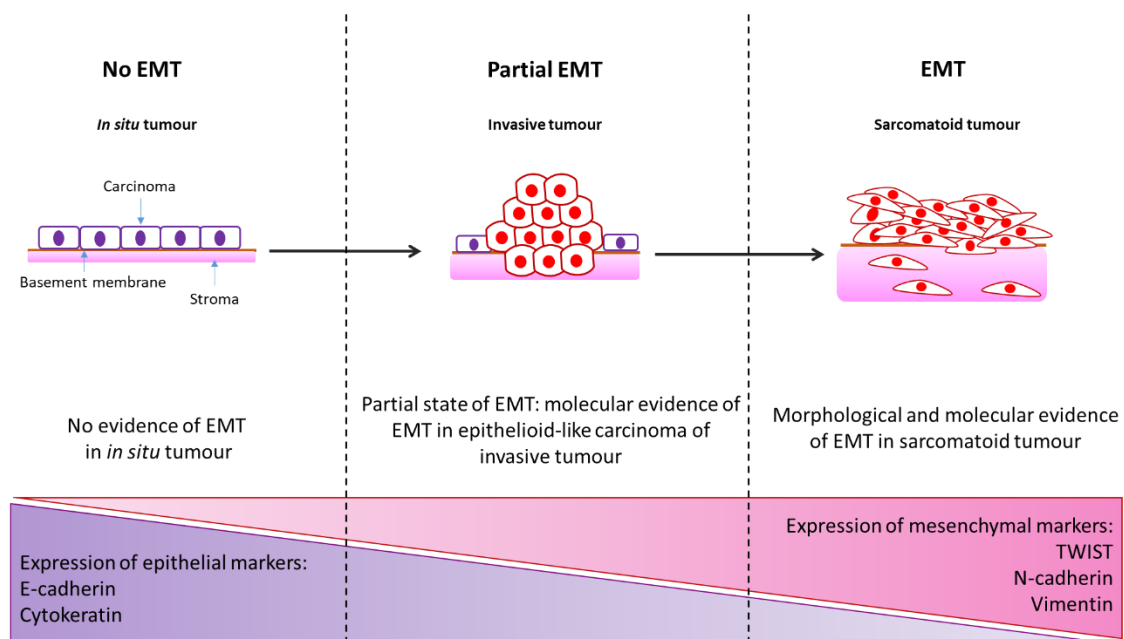 No EMT
Partial EMT
EMT
In situ tumour
Invasive tumour
Sarcomatoid tumour
Carcinoma
Basement membrane
Stroma
No evidence of EMT
in in situ tumour
Partial state of EMT: molecular evidence of
EMT in epithelioid-like carcinoma of
invasive tumour
Morphological and molecular evidence
of EMT in sarcomatoid tumour
Expression of epithelial markers:
E-cadherin
Cytokeratin
Expression of mesenchymal markers:
TWIST
N-cadherin
Vimentin